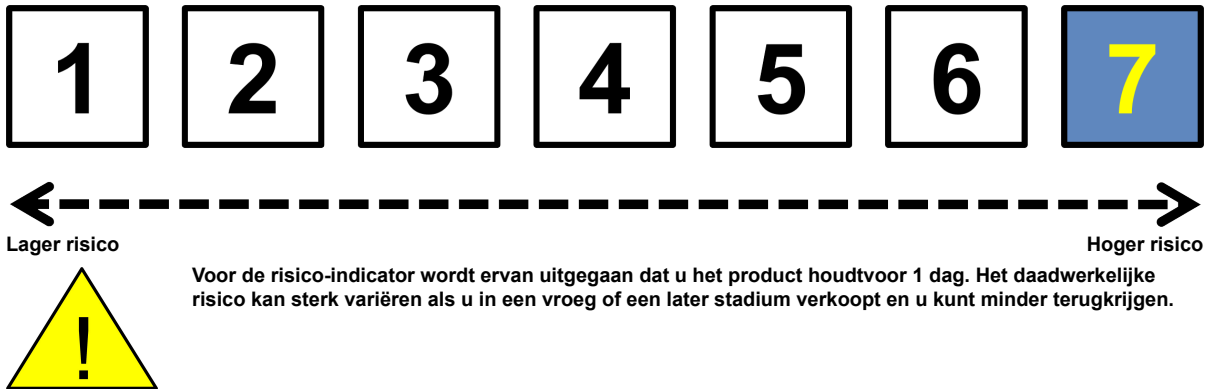 1 2 3 4 5 6 7
Lager risico Hoger risico
Voor de risico-indicator wordt ervan uitgegaan dat u het product houdtvoor 1 dag. Het daadwerkelijke
risico kan sterk variëren als u in een vroeg of een later stadium verkoopt en u kunt minder terugkrijgen.
!